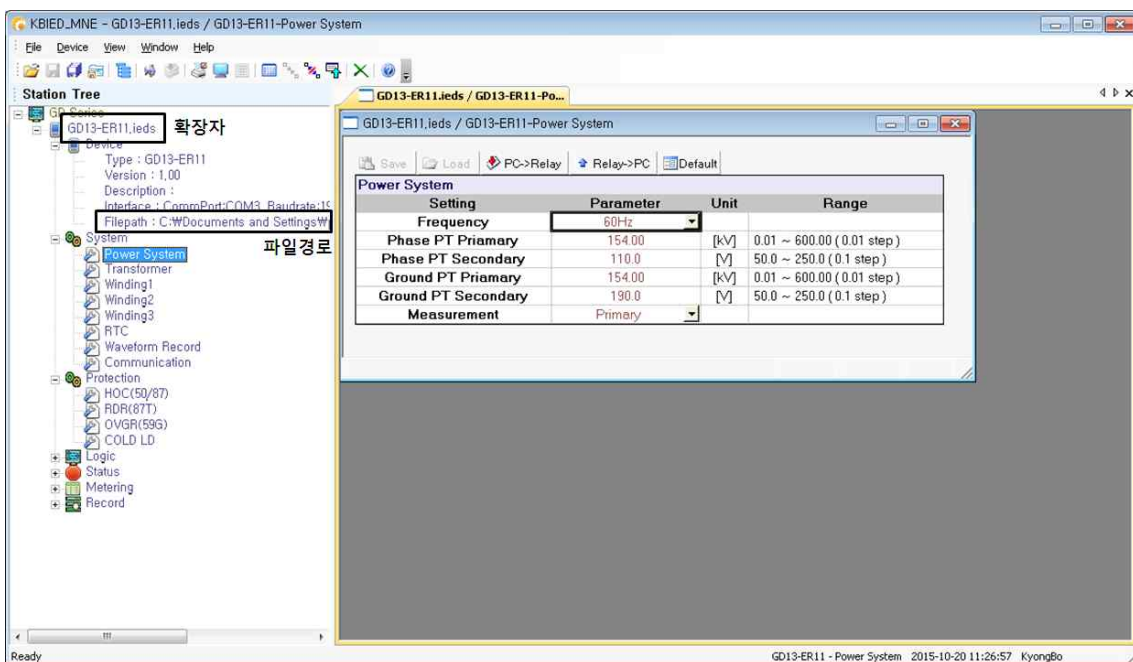 KBIED_MNE - GD13-ER11.ieds / GD13-ER11-Power System
File Device View Window Help
Station Tree
GD13-ER11.ieds / GD13-ER11-Po...
GD Series
GD13-ER11.ieds 확장자
Device
Type : GD13-ER11
Version : 1.00
Description :
Interface : CommPort:COM3, Baudrate:19
Filepath : C:\Documents and Settings\
파일경로
System
Power System
Transformer
Winding1
Winding2
Winding3
RTC
Waveform Record
Communication
Protection
HOC(50/87)
RDR(87T)
OVGR(59G)
COLD LD
Logic
Status
Metering
Record
GD13-ER11.ieds / GD13-ER11-Power System
Save Load PC->Relay Relay->PC Default
Power System
Setting Parameter Unit Range
Frequency 60Hz
Phase PT Priamary 154.00 [kV] 0.01 ~ 600.00 ( 0.01 step )
Phase PT Secondary 110.0 [V] 50.0 ~ 250.0 ( 0.1 step )
Ground PT Priamary 154.00 [kV] 0.01 ~ 600.00 ( 0.01 step )
Ground PT Secondary 190.0 [V] 50.0 ~ 250.0 ( 0.1 step )
Measurement Primary
Ready
GD13-ER11 - Power System 2015-10-20 11:26:57 KyongBo